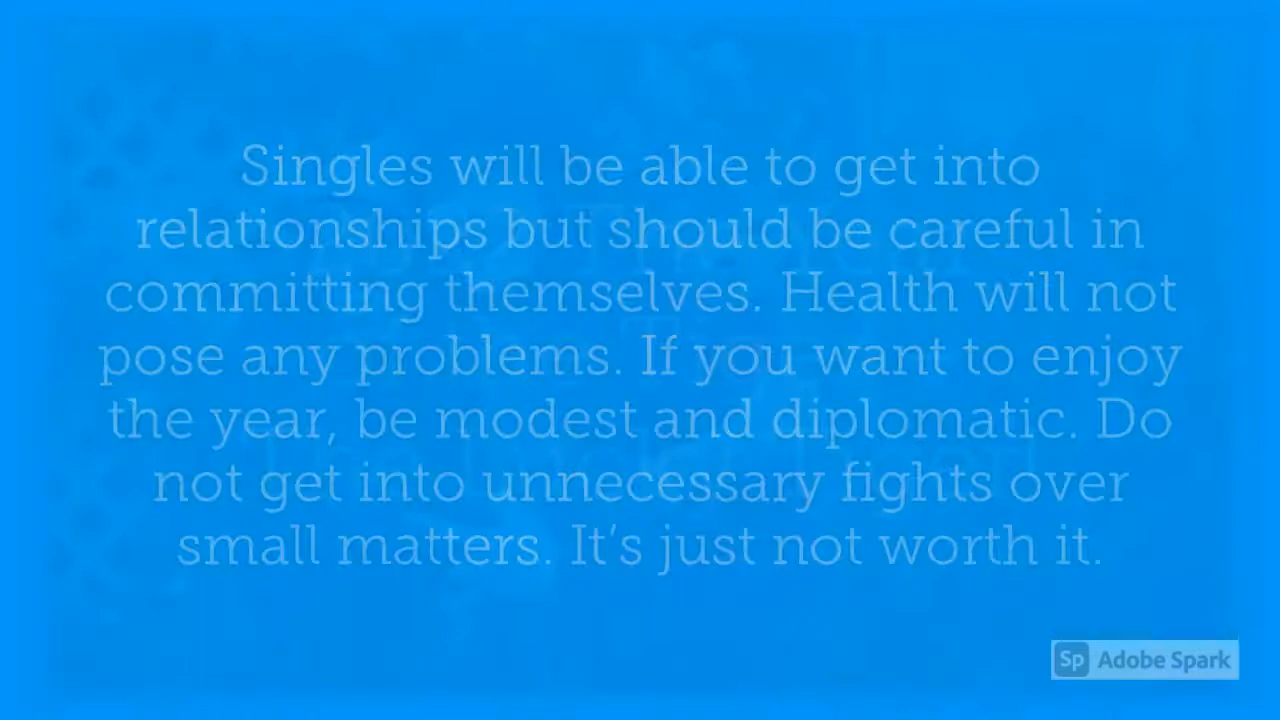 Singles will be able to get into
relationships but should be careful in
committing themselves. Health will not
pose any problems. If you want to enjoy
the year, be modest and diplomatic. Do
not get into unnecessary fights over
small matters. It's just not worth it.
Sp Adobe Spark